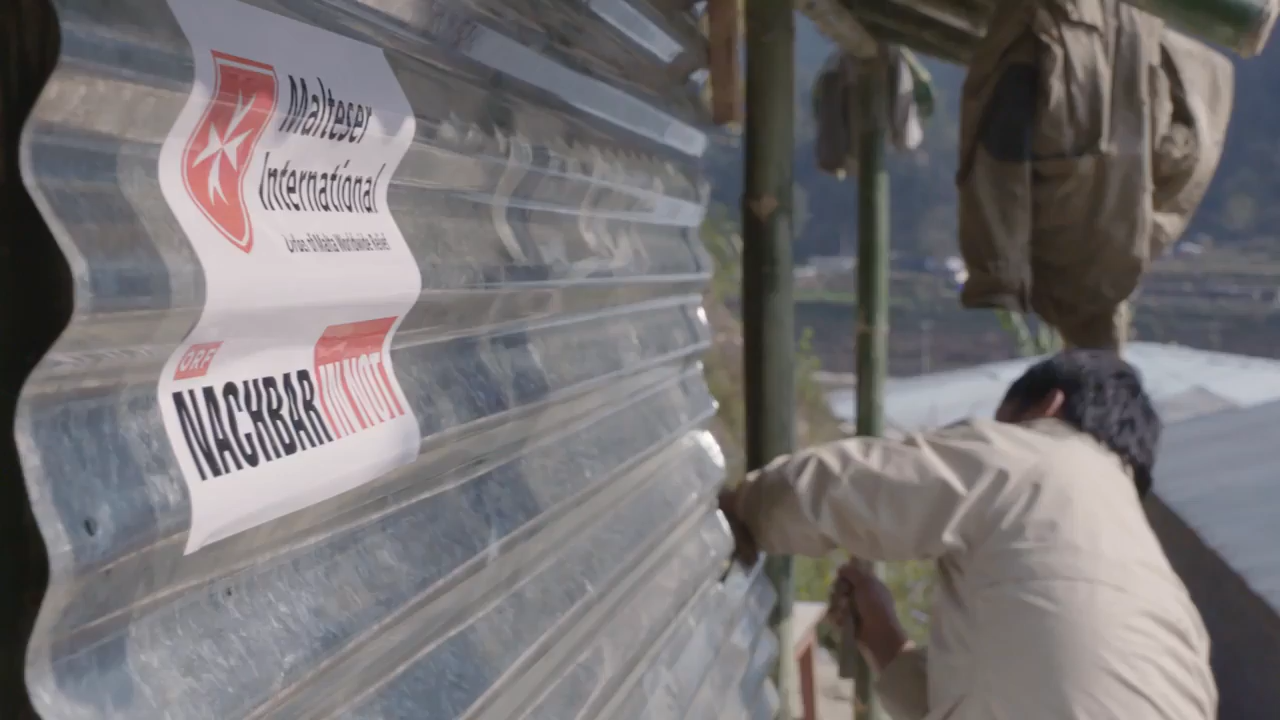 Malteser
International
Order of Malta Worldwide Relief
ORF
NACHBAR IN NOT